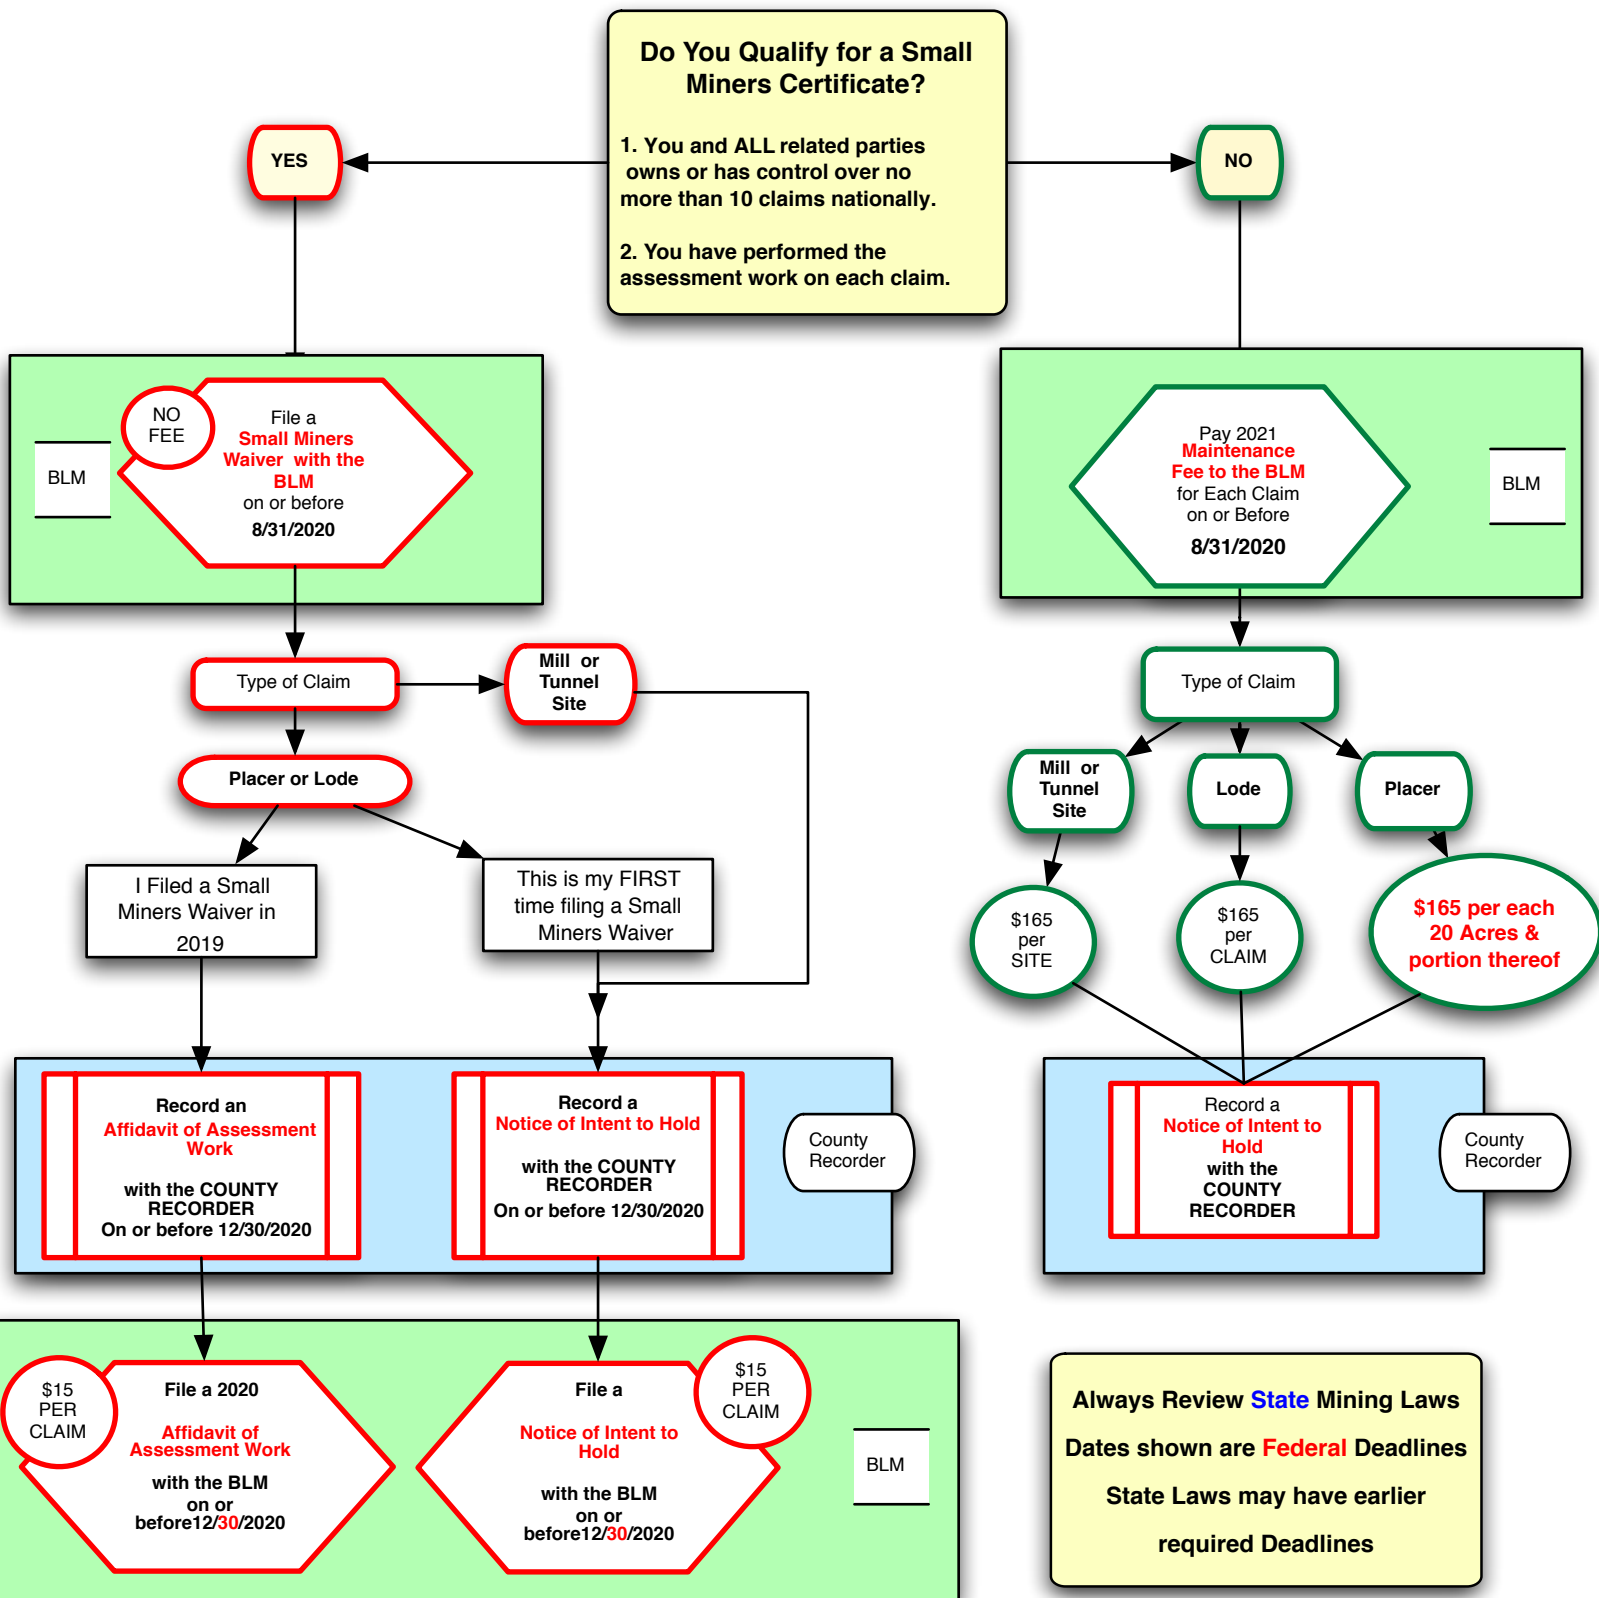 Do You Qualify for a Small
Miners Certificate?
1. You and ALL related parties
owns or has control over no
more than 10 claims nationally.
2. You have performed the
assessment work on each claim.
YES
NO
NO
FEE
File a
Small Miners
Waiver with the
BLM
on or before
8/31/2020
BLM
Pay 2021
Maintenance
Fee to the BLM
for Each Claim
on or Before
8/31/2020
BLM
Type of Claim
Mill or
Tunnel
Site
Placer or Lode
I Filed a Small
Miners Waiver in
2019
This is my FIRST
time filing a Small
Miners Waiver
Type of Claim
Mill or
Tunnel
Site
Lode
Placer
$165
per
SITE
$165
per
CLAIM
$165 per each
20 Acres &
portion thereof
Record an
Affidavit of Assessment
Work
with the COUNTY
RECORDER
On or before 12/30/2020
Record a
Notice of Intent to Hold
with the COUNTY
RECORDER
On or before 12/30/2020
County
Recorder
Record a
Notice of Intent to
Hold
with the
COUNTY
RECORDER
County
Recorder
$15
PER
CLAIM
File a 2020
Affidavit of
Assessment Work
with the BLM
on or
before12/30/2020
File a
Notice of Intent to
Hold
with the BLM
on or
before12/30/2020
$15
PER
CLAIM
BLM
Always Review State Mining Laws
Dates shown are Federal Deadlines
State Laws may have earlier
required Deadlines